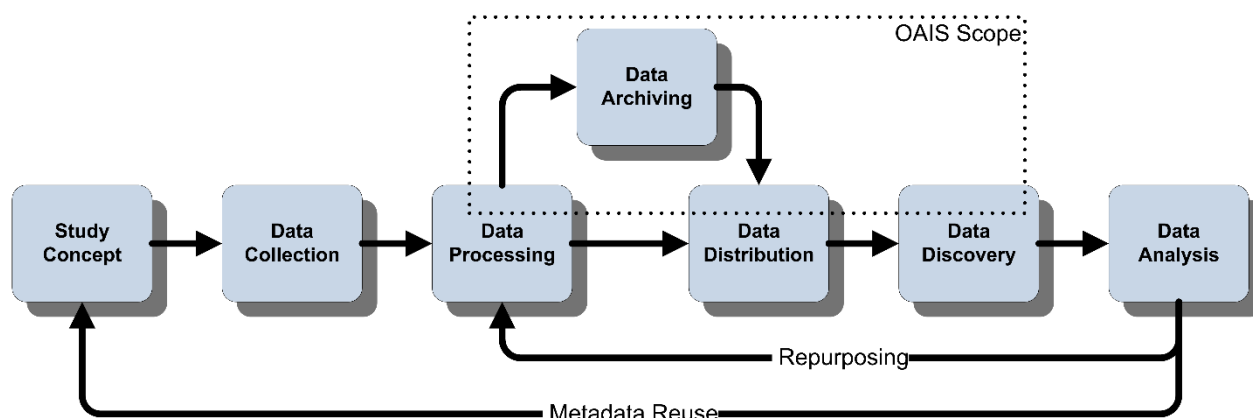 OAIS Scope
Data
Archiving
Study
Concept
Data
Collection
Data
Processing
Data
Distribution
Data
Discovery
Data
Analysis
Repurposing
Metadata Reuse